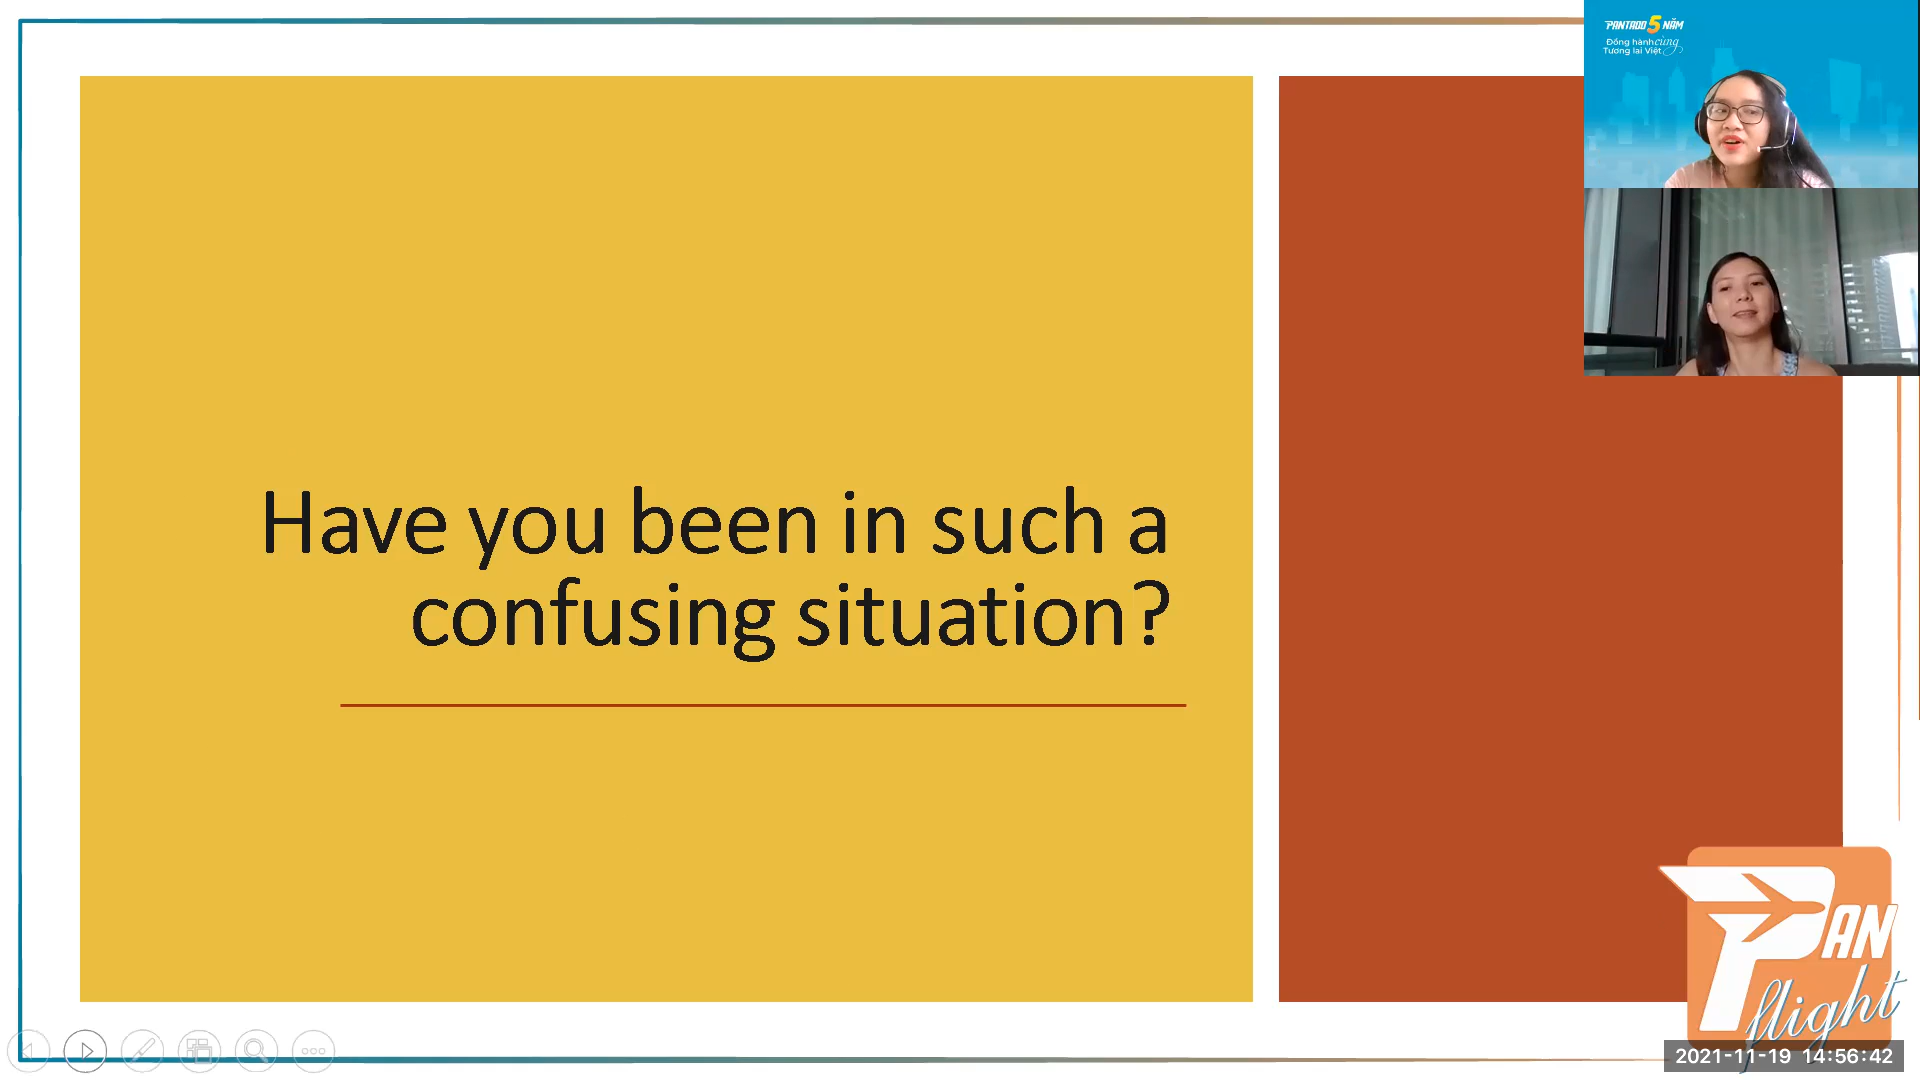 PANTADO 5 NĂM
Đồng hành cùng
Tương lai Việt
Have you been in such a
confusing situation?
PAN
flight
2021-11-19 14:56:42